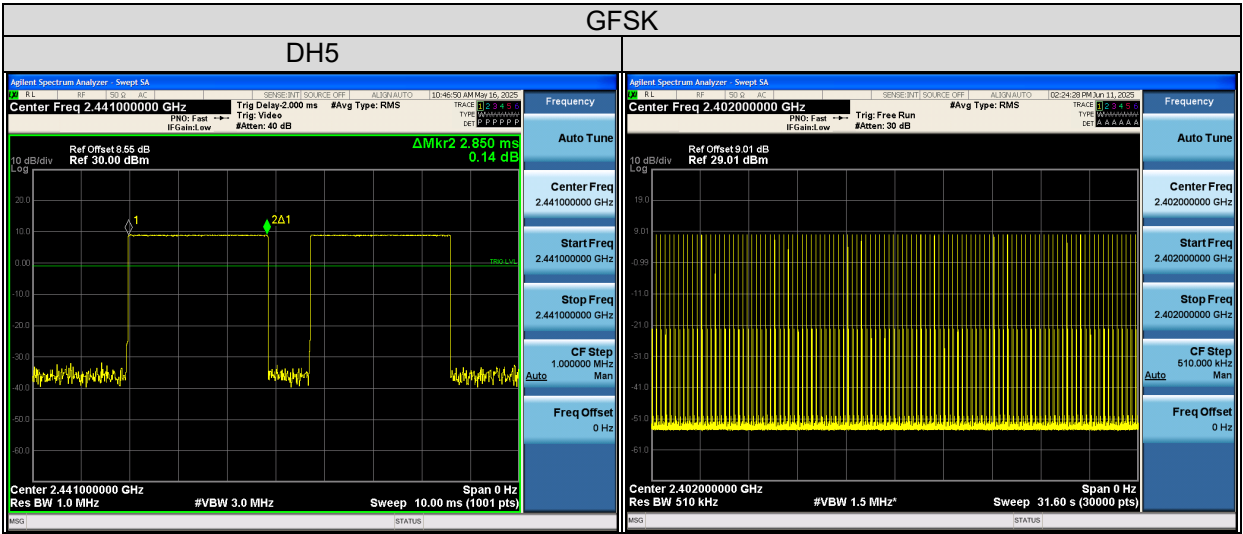 GFSK
DH5
Agilent Spectrum Analyzer - Swept SA
RL RF 50 Ω AC SENSE:INT SOURCE OFF ALIGN AUTO 10:46:50 AM May 16, 2025
Center Freq 2.441000000 GHz
PNO: Fast
IFGain:Low
Trig Delay-2.000 ms
Trig: Video
#Atten: 40 dB
#Avg Type: RMS
TRACE 1 2 3 4 5 6
TYPE
DET P P P P P P
ΔMkr2 2.850 ms
0.14 dB
Ref Offset 8.55 dB
10 dB/div Ref 30.00 dBm
Log
20.0
10.0
0.00
-10.0
-20.0
-30.0
-40.0
-50.0
-60.0
1
2Δ1
TRIG LVL
Center 2.441000000 GHz Span 0 Hz
Res BW 1.0 MHz #VBW 3.0 MHz Sweep 10.00 ms (1001 pts)
MSG STATUS
Frequency
Auto Tune
Center Freq
2.441000000 GHz
Start Freq
2.441000000 GHz
Stop Freq
2.441000000 GHz
CF Step
1.000000 MHz
Auto Man
Freq Offset
0 Hz
Agilent Spectrum Analyzer - Swept SA
RL RF 50 Ω AC SENSE:INT SOURCE OFF ALIGN AUTO 02:24:28 PM Jun 11, 2025
Center Freq 2.402000000 GHz
PNO: Fast
IFGain:Low
Trig: Free Run
#Atten: 30 dB
#Avg Type: RMS
TRACE 1 2 3 4 5 6
TYPE
DET A A A A A A
Ref Offset 9.01 dB
10 dB/div Ref 29.01 dBm
Log
19.0
9.01
-0.99
-11.0
-21.0
-31.0
-41.0
-51.0
-61.0
Center 2.402000000 GHz Span 0 Hz
Res BW 510 kHz #VBW 1.5 MHz* Sweep 31.60 s (30000 pts)
MSG STATUS
Frequency
Auto Tune
Center Freq
2.402000000 GHz
Start Freq
2.402000000 GHz
Stop Freq
2.402000000 GHz
CF Step
510.000 kHz
Auto Man
Freq Offset
0 Hz